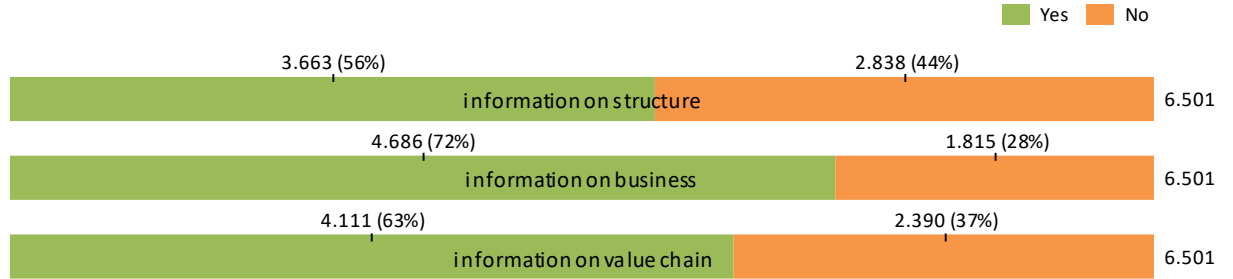 Yes No
3.663 (56%) 2.838 (44%)
information on structure 6.501
4.686 (72%) 1.815 (28%)
information on business 6.501
4.111 (63%) 2.390 (37%)
information on value chain 6.501